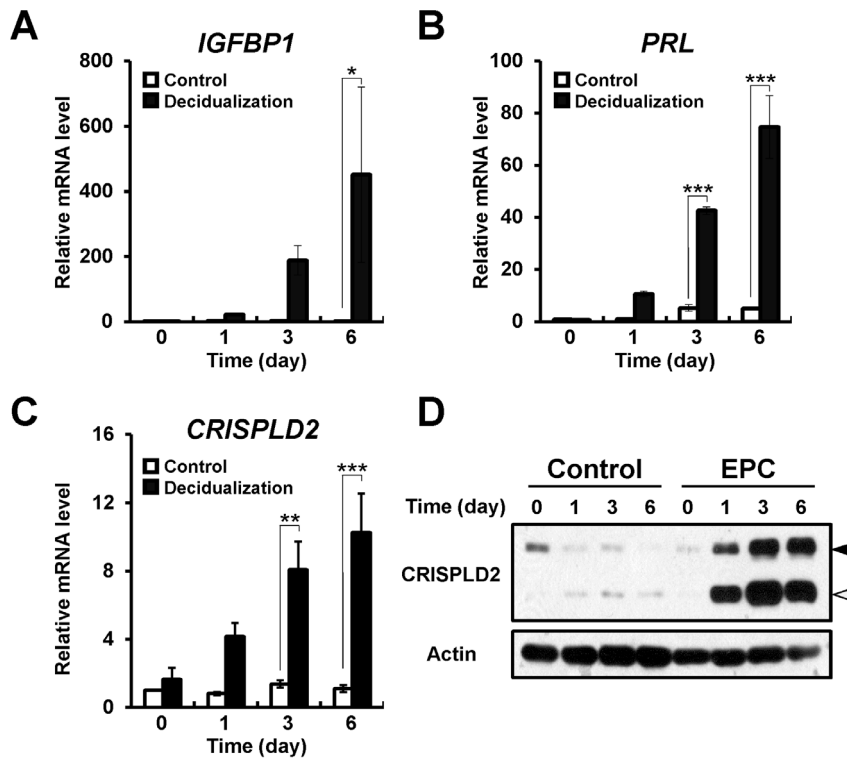 A
IGFBP1
800
600
400
200
0
Relative mRNA level
Control
Decidualization
*
0 1 3 6
Time (day)
B
PRL
100
80
60
40
20
0
Relative mRNA level
Control
Decidualization
***
***
0 1 3 6
Time (day)
C
CRISPLD2
16
12
8
4
0
Relative mRNA level
Control
Decidualization
**
***
0 1 3 6
Time (day)
D
Control EPC
Time (day) 0 1 3 6 0 1 3 6
CRISPLD2
Actin